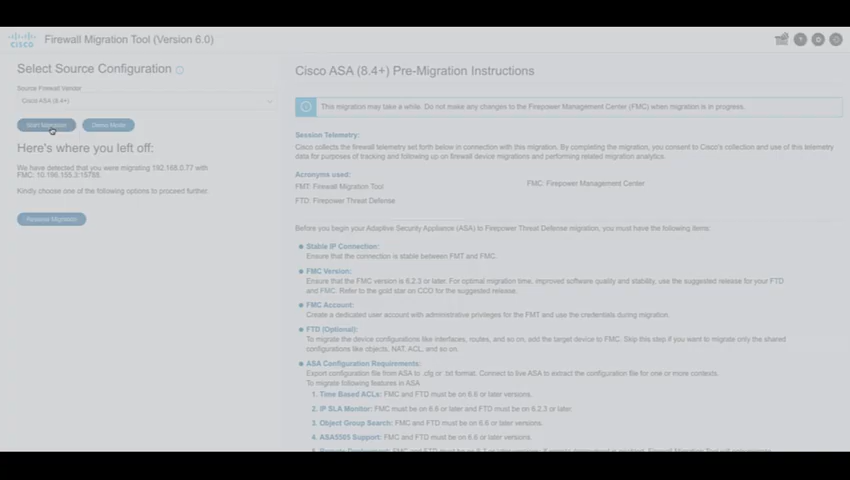 CISCO
Firewall Migration Tool (Version 6.0)
Select Source Configuration
Source Firewall Vendor
Cisco ASA (8.4+)
Start Migration
Demo Mode
Here's where you left off:
We have detected that you were migrating 192.168.0.77 with
FMC: 10.196.155.3:15788.
Kindly choose one of the following options to proceed further:
Resume Migration
Cisco ASA (8.4+) Pre-Migration Instructions
This migration may take a while. Do not make any changes to the Firepower Management Center (FMC) when migration is in progress.
Session Telemetry:
Cisco collects the firewall telemetry set forth below in connection with this migration. By completing the migration, you consent to Cisco's collection and use of this telemetry
data for purposes of tracking and following up on firewall device migrations and performing related migration analytics.
Acronyms used:
FMT: Firewall Migration Tool
FMC: Firepower Management Center
FTD: Firepower Threat Defense
Before you begin your Adaptive Security Appliance (ASA) to Firepower Threat Defense migration, you must have the following items:
Stable IP Connection:
Ensure that the connection is stable between FMT and FMC.
FMC Version:
Ensure that the FMC version is 6.2.3 or later. For optimal migration time, improved software quality and stability, use the suggested release for your FTD
and FMC. Refer to the gold star on CCO for the suggested release.
FMC Account:
Create a dedicated user account with administrative privileges for the FMT and use the credentials during migration.
FTD (Optional):
To migrate the device configurations like interfaces, routes, and so on, add the target device to FMC. Skip this step if you want to migrate only the shared
configurations like objects, NAT, ACL, and so on.
ASA Configuration Requirements:
Export configuration file from ASA to .cfg or .txt format. Connect to live ASA to extract the configuration file for one or more contexts.
To migrate following features in ASA
1. Time Based ACLs: FMC and FTD must be on 6.6 or later versions.
2. IP SLA Monitor: FMC must be on 6.6 or later and FTD must be on 6.2.3 or later.
3. Object Group Search: FMC and FTD must be on 6.6 or later versions.
4. ASA5505 Support: FMC and FTD must be on 6.6 or later versions.